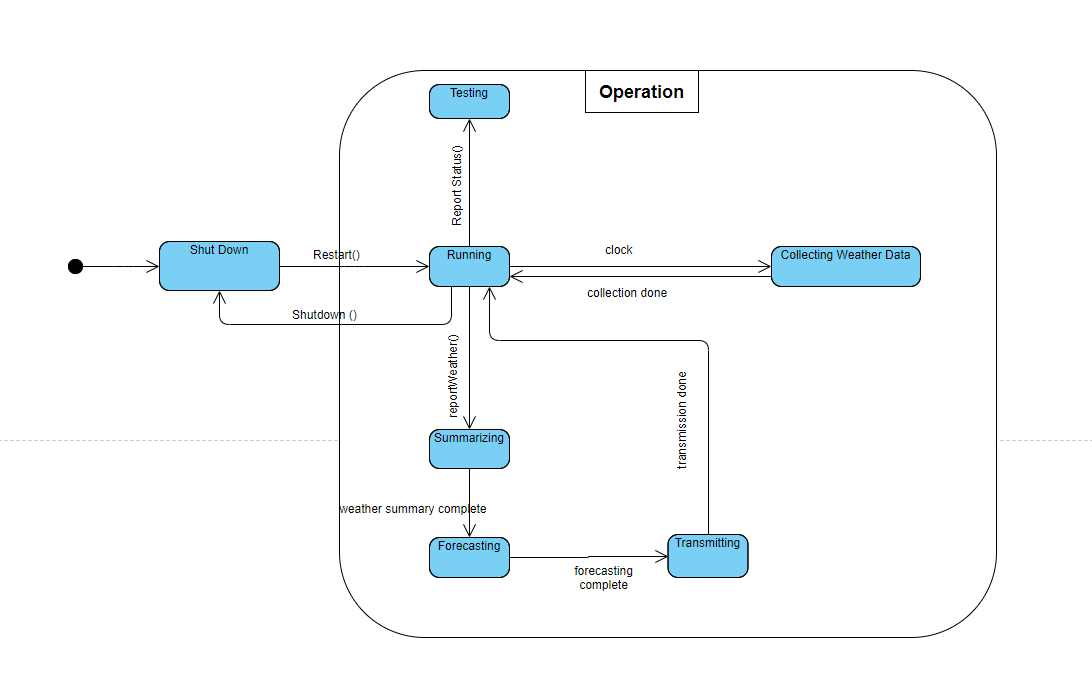 Operation
Testing
Report Status()
Shut Down
Restart()
Running
clock
Collecting Weather Data
collection done
Shutdown ()
reportWeather()
transmission done
Summarizing
weather summary complete
Forecasting
Transmitting
forecasting
complete